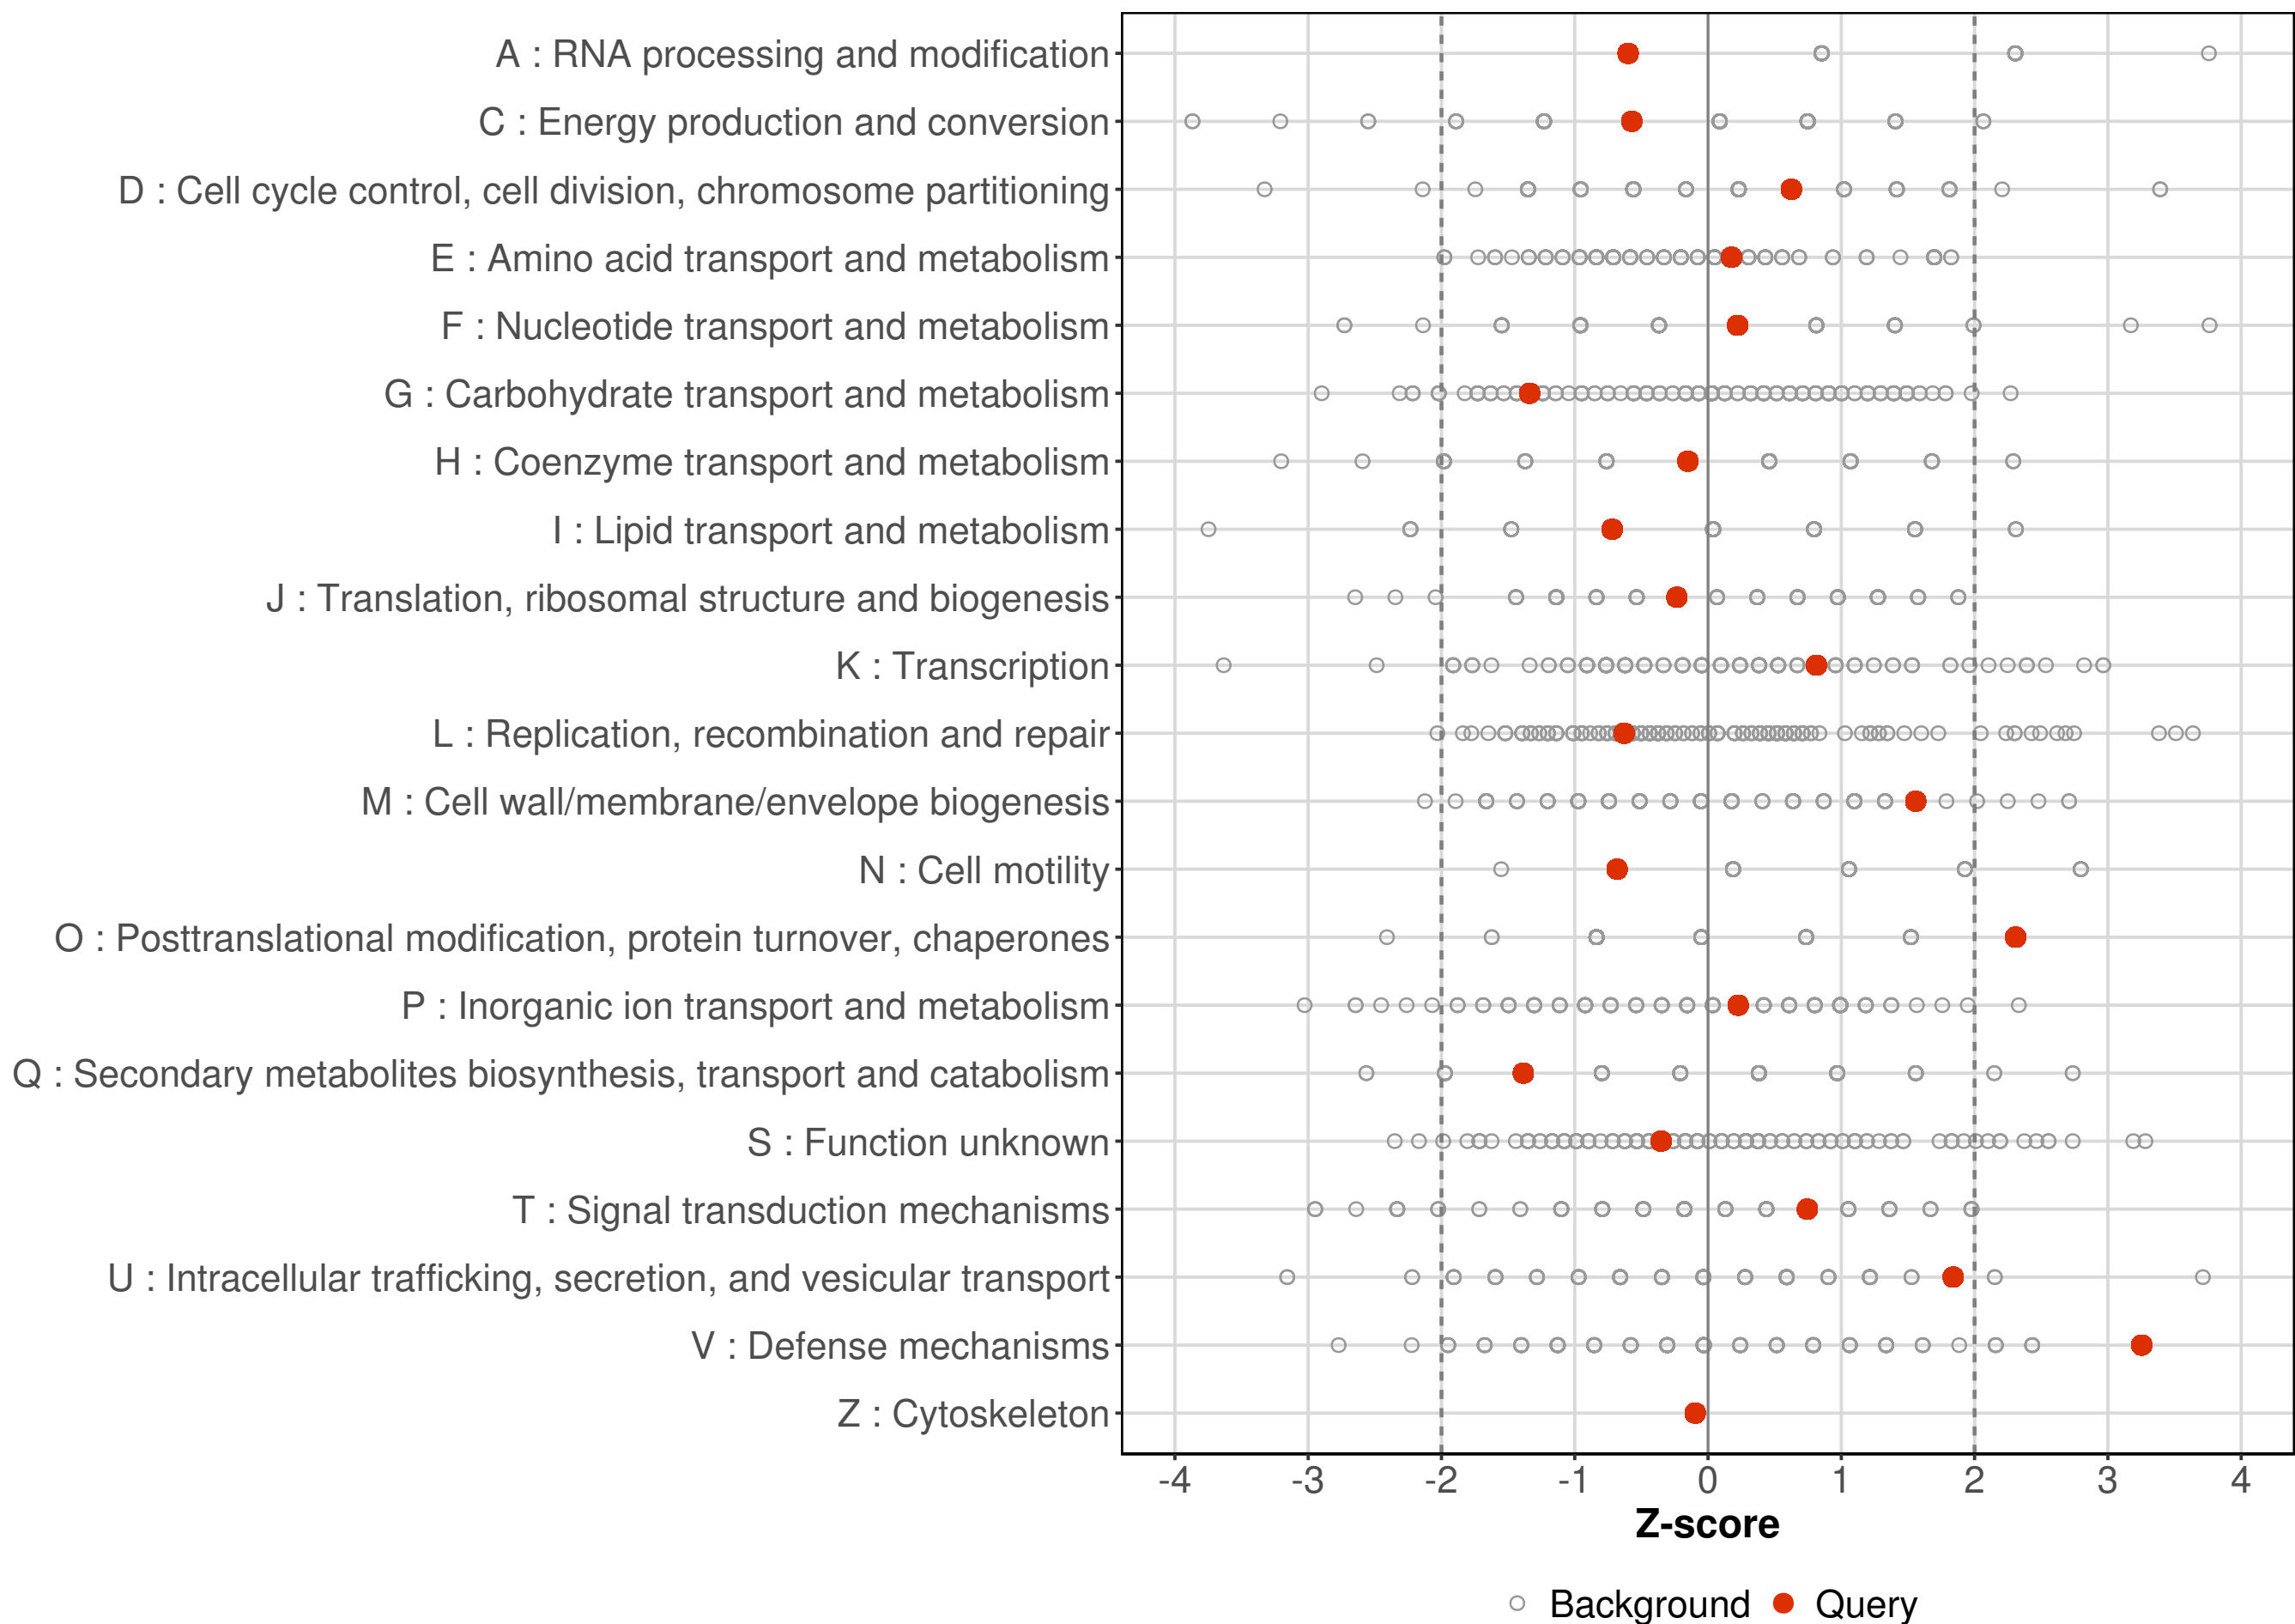 A : RNA processing and modification
C : Energy production and conversion
D : Cell cycle control, cell division, chromosome partitioning
E : Amino acid transport and metabolism
F : Nucleotide transport and metabolism
G : Carbohydrate transport and metabolism
H : Coenzyme transport and metabolism
I : Lipid transport and metabolism
J : Translation, ribosomal structure and biogenesis
K : Transcription
L : Replication, recombination and repair
M : Cell wall/membrane/envelope biogenesis
N : Cell motility
O : Posttranslational modification, protein turnover, chaperones
P : Inorganic ion transport and metabolism
Q : Secondary metabolites biosynthesis, transport and catabolism
S : Function unknown
T : Signal transduction mechanisms
U : Intracellular trafficking, secretion, and vesicular transport
V : Defense mechanisms
Z : Cytoskeleton
-4 -3 -2 -1 0 1 2 3 4
Z-score
Background Query